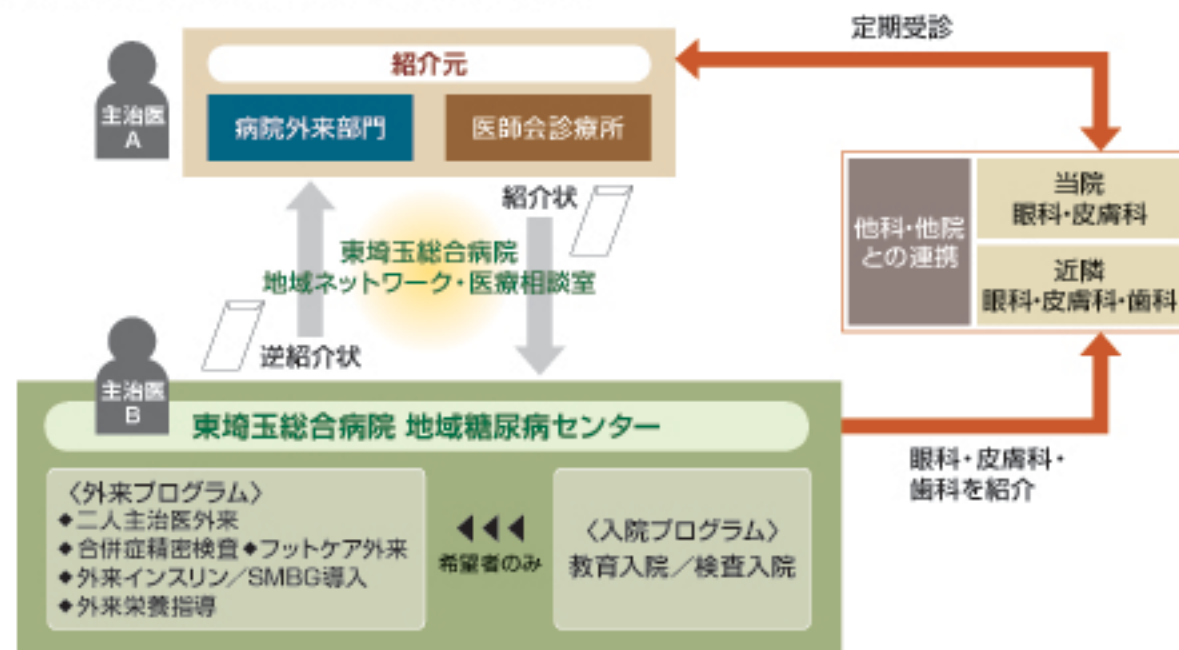 定期受診
紹介元
主治医
A
病院外来部門
医師会診療所
紹介状
東埼玉総合病院
地域ネットワーク・医療相談室
逆紹介状
他科・他院
との連携
当院
眼科・皮膚科
近隣
眼科・皮膚科・歯科
主治医
B
東埼玉総合病院 地域糖尿病センター
眼科・皮膚科・
歯科を紹介
〈外来プログラム〉
◆二人主治医外来
◆合併症精密検査◆フットケア外来
◆外来インスリン／SMBG導入
◆外来栄養指導
希望者のみ
〈入院プログラム〉
教育入院／検査入院